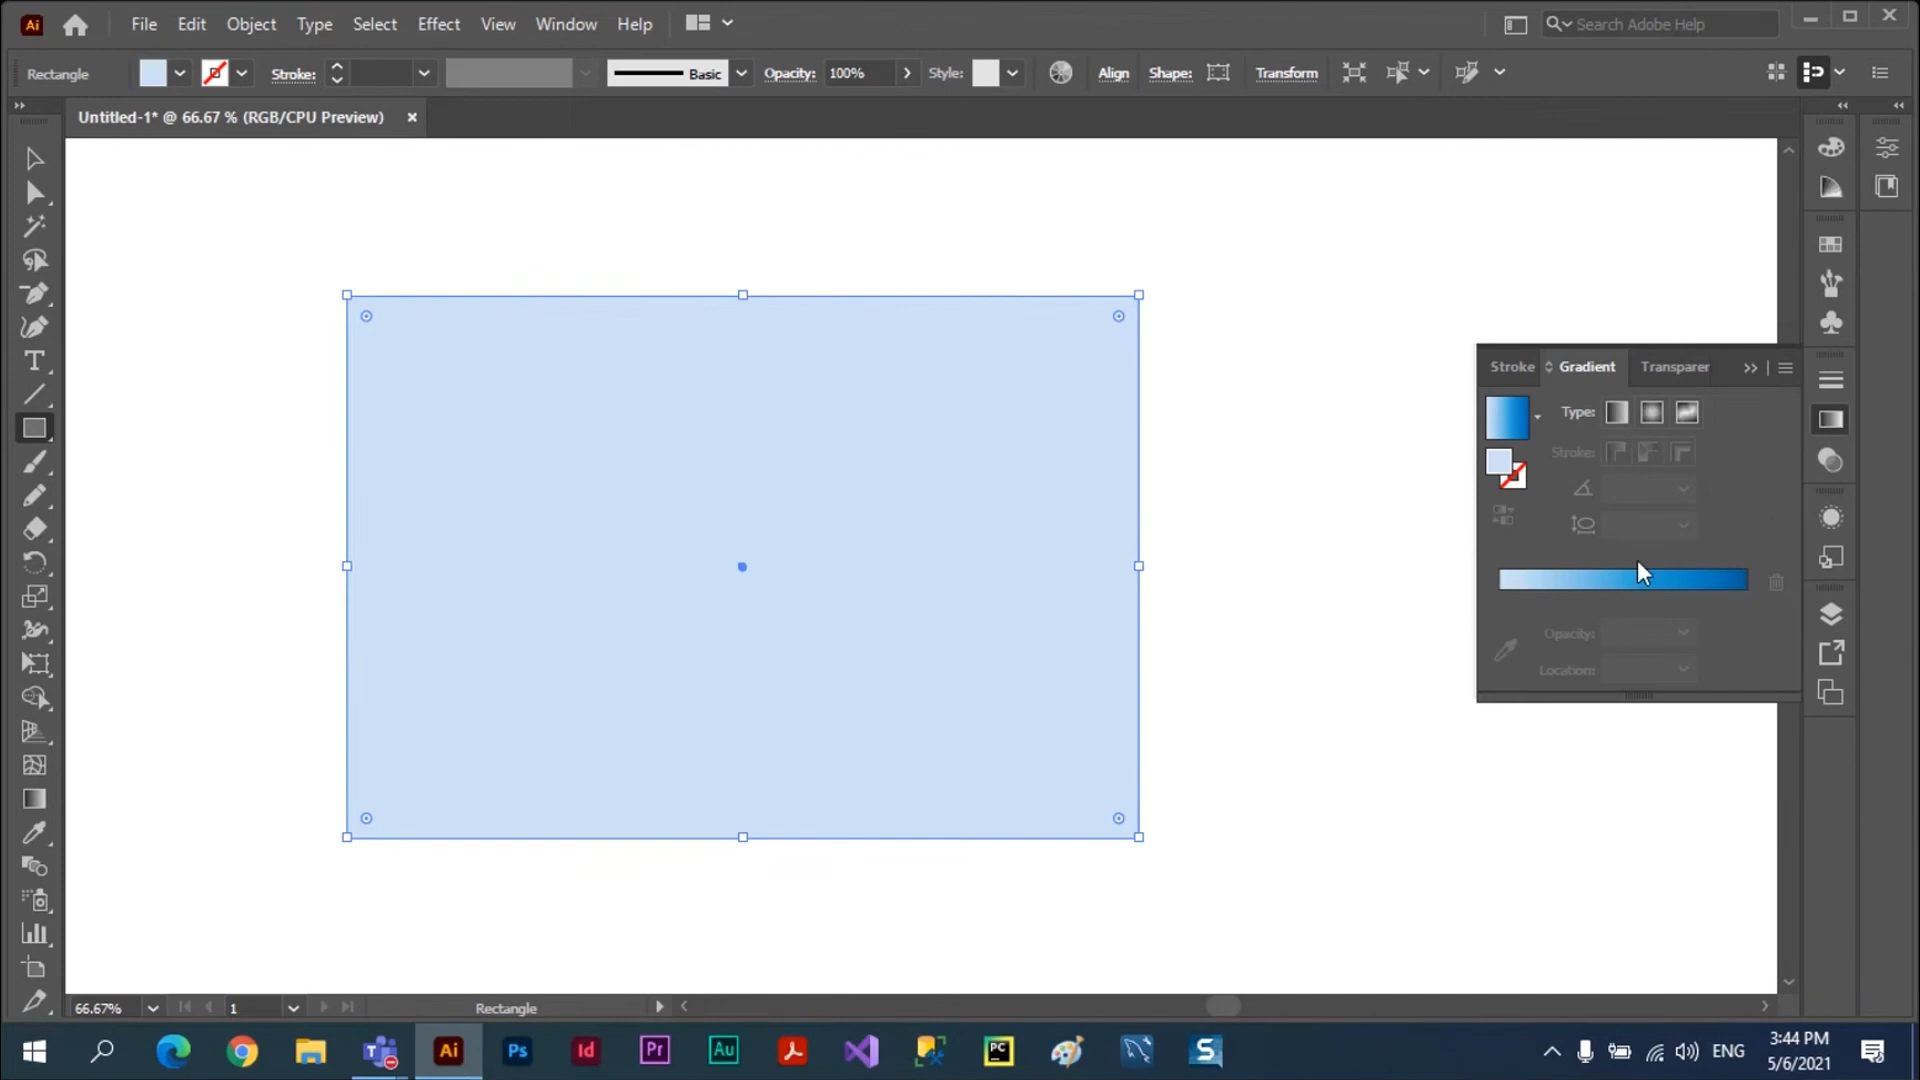 Ai File Edit Object Type Select Effect View Window Help Search Adobe Help
Rectangle Stroke: Basic Opacity: 100% Style: Align Shape: Transform
Untitled-1* @ 66.67 % (RGB/CPU Preview) ×
Stroke Gradient Transparer
Type:
Stroke:
Opacity:
Location:
66.67% 1 Rectangle
Ai Ps Id Pr Au PC S ENG 3:44 PM
5/6/2021